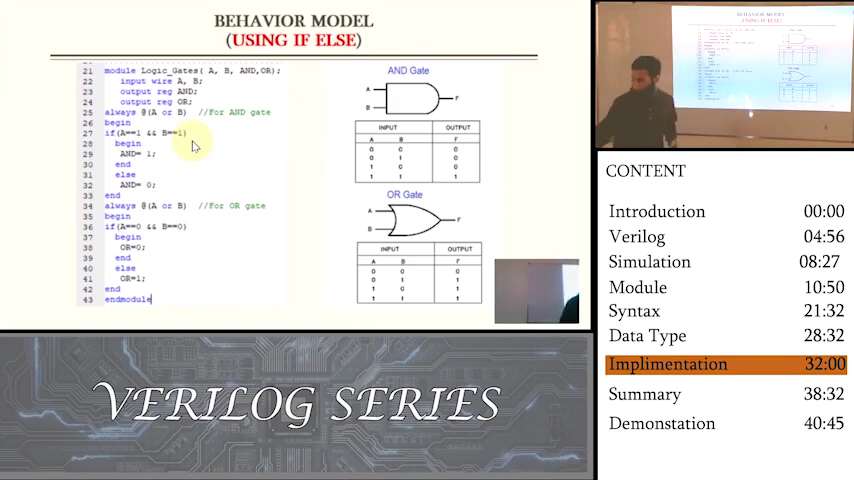 BEHAVIOR MODEL
(USING IF ELSE)
21 module Logic_Gates( A, B, AND,OR);
22 input wire A, B;
23 output reg AND;
24 output reg OR;
25 always @(A or B) //For AND gate
26 begin
27 if(A==1 && B==1)
28 begin
29 AND= 1;
30 end
31 else
32 AND= 0;
33 end
34 always @(A or B) //For OR gate
35 begin
36 if(A==0 && B==0)
37 begin
38 OR=0;
39 end
40 else
41 OR=1;
42 end
43 endmodule
AND Gate
A
B
F
INPUT OUTPUT
A B F
0 0 0
0 1 0
1 0 0
1 1 1
OR Gate
A
B
F
INPUT OUTPUT
A B F
0 0 0
0 1 1
1 0 1
1 1 1
VERILOG SERIES
BEHAVIOR MODEL
(USING IF ELSE)
CONTENT
Introduction 00:00
Verilog 04:56
Simulation 08:27
Module 10:50
Syntax 21:32
Data Type 28:32
Implimentation 32:00
Summary 38:32
Demonstation 40:45